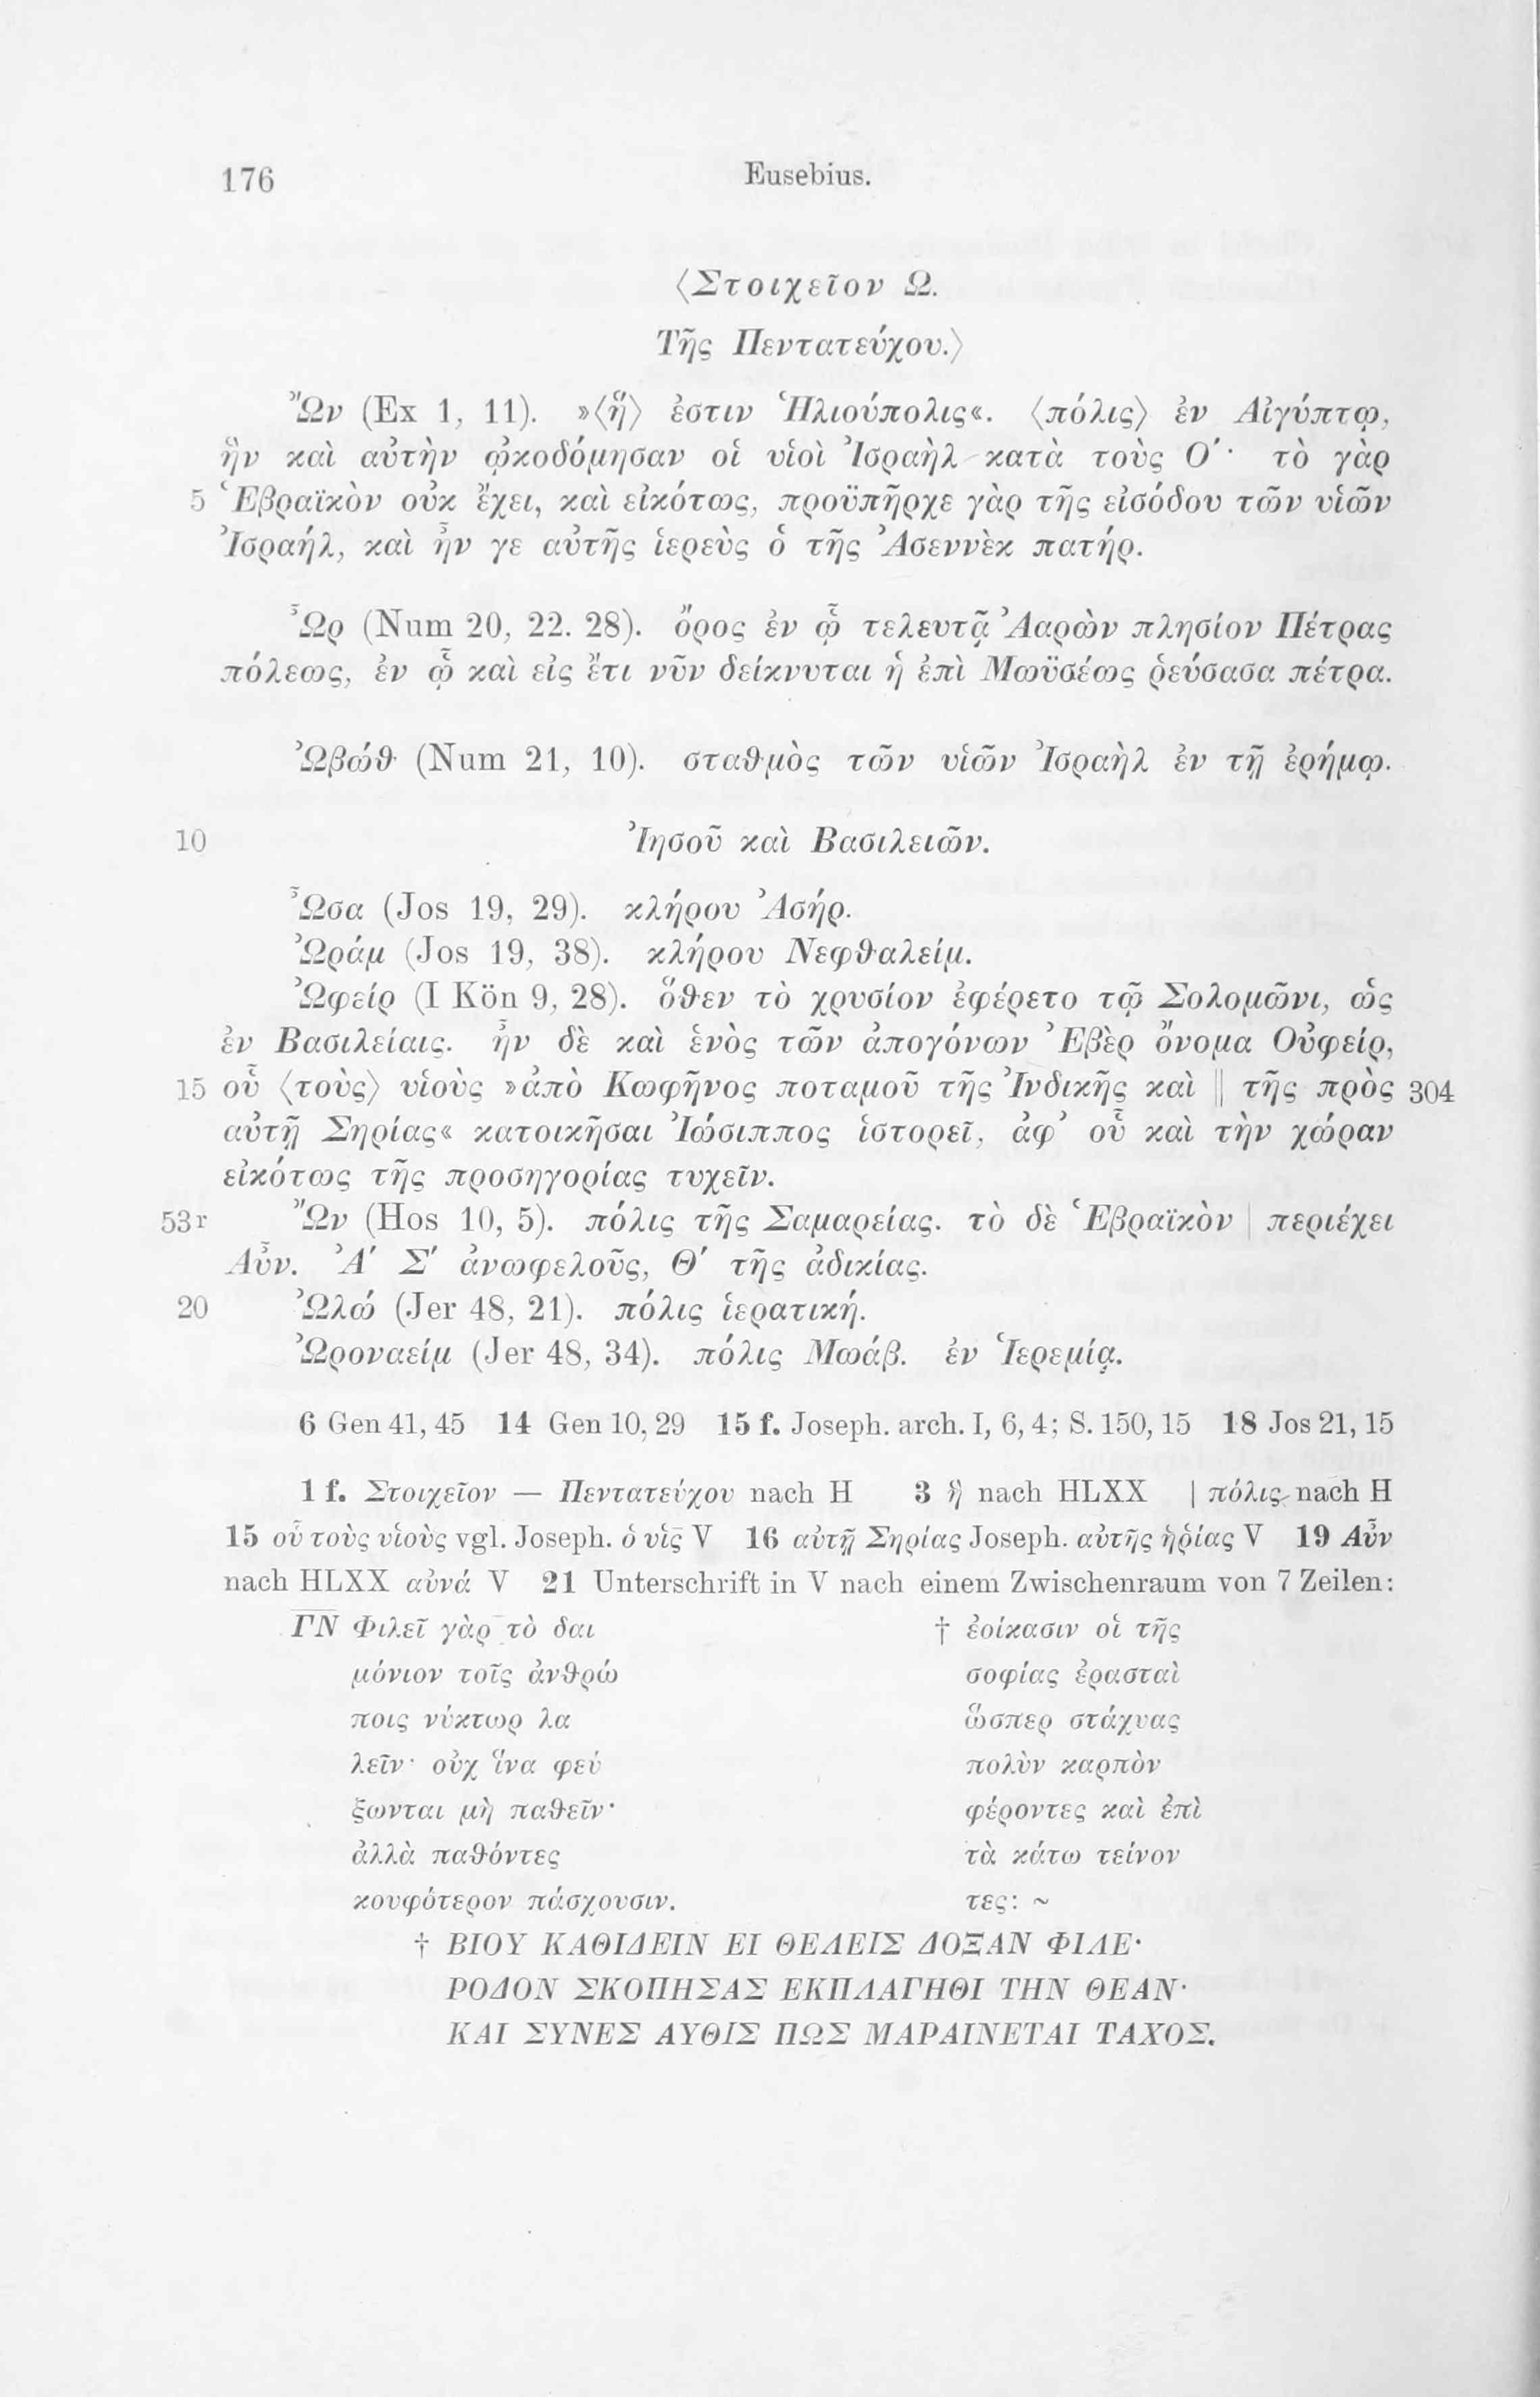 176 Eusebius.
⟨Στοιχεῖον Ω.
Τῆς Πεντατεύχου.⟩
Ὤν (Ex 1, 11). »⟨ἥ⟩ ἐστιν Ἡλιούπολις«. ⟨πόλις⟩ ἐν Αἰγύπτῳ,
ἣν καὶ αὐτὴν ᾠκοδόμησαν οἱ υἱοὶ Ἰσραὴλ κατὰ τοὺς Ο´· τὸ γὰρ
5 Ἑβραϊκὸν οὐκ ἔχει, καὶ εἰκότως, προϋπῆρχε γὰρ τῆς εἰσόδου τῶν υἱῶν
Ἰσραήλ, καὶ ἦν γε αὐτῆς ἱερεὺς ὁ τῆς Ἀσεννὲκ πατήρ.
Ὦρ (Num 20, 22. 28). ὄρος ἐν ᾧ τελευτᾷ Ἀαρὼν πλησίον Πέτρας
πόλεως, ἐν ᾧ καὶ εἰς ἔτι νῦν δείκνυται ἡ ἐπὶ Μωϋσέως ῥεύσασα πέτρα.
Ὠβώθ (Num 21, 10). σταθμὸς τῶν υἱῶν Ἰσραὴλ ἐν τῇ ἐρήμῳ.
10 Ἰησοῦ καὶ Βασιλειῶν.
Ὦσα (Jos 19, 29). κλήρου Ἀσήρ.
Ὠράμ (Jos 19, 38). κλήρου Νεφθαλείμ.
Ὠφείρ (I Kön 9, 28). ὅθεν τὸ χρυσίον ἐφέρετο τῷ Σολομῶνι, ὡς
ἐν Βασιλείαις. ἦν δὲ καὶ ἑνὸς τῶν ἀπογόνων Ἐβὲρ ὄνομα Οὐφείρ,
15 οὗ ⟨τοὺς⟩ υἱοὺς »ἀπὸ Κωφῆνος ποταμοῦ τῆς Ἰνδικῆς καὶ || τῆς πρὸς 304
αὐτῇ Σηρίας« κατοικῆσαι Ἰώσιππος ἱστορεῖ, ἀφ᾽ οὗ καὶ τὴν χώραν
εἰκότως τῆς προσηγορίας τυχεῖν.
53r Ὤν (Hos 10, 5). πόλις τῆς Σαμαρείας. τὸ δὲ Ἑβραϊκὸν | περιέχει
Αὖν. Ἀ´ Σ´ ἀνωφελοῦς, Θ´ τῆς ἀδικίας.
20 Ὠλώ (Jer 48, 21). πόλις ἱερατική.
Ὠροναείμ (Jer 48, 34). πόλις Μωάβ. ἐν Ἱερεμίᾳ.
6 Gen 41, 45 14 Gen 10, 29 15 f. Joseph. arch. I, 6, 4; S. 150, 15 18 Jos 21, 15
1 f. Στοιχεῖον — Πεντατεύχου nach H 3 ἥ nach HLXX | πόλις nach H
15 οὗ τοὺς υἱοὺς vgl. Joseph. ὁ υἱς̄ V 16 αὐτῇ Σηρίας Joseph. αὐτῆς ἠρίας V 19 Αὖν
nach HLXX αὐνά V 21 Unterschrift in V nach einem Zwischenraum von 7 Zeilen:
ΓΝ Φιλεῖ γὰρ τὸ δαι
μόνιον τοῖς ἀνθρώ
ποις νύκτωρ λα
λεῖν· οὐχ ἵνα φεύ
ξωνται μὴ παθεῖν·
ἀλλὰ παθόντες
κουφότερον πάσχουσιν.
† ἐοίκασιν οἱ τῆς
σοφίας ἐρασταὶ
ὥσπερ στάχυας
πολὺν καρπὸν
φέροντες καὶ ἐπὶ
τὰ κάτω τείνον
τες: ~
† ΒΙΟΥ ΚΑΘΙΔΕΙΝ ΕΙ ΘΕΛΕΙΣ ΔΟΞΑΝ ΦΙΛΕ·
ΡΟΔΟΝ ΣΚΟΠΗΣΑΣ ΕΚΠΛΑΓΗΘΙ ΤΗΝ ΘΕΑΝ·
ΚΑΙ ΣΥΝΕΣ ΑΥΘΙΣ ΠΩΣ ΜΑΡΑΙΝΕΤΑΙ ΤΑΧΟΣ.